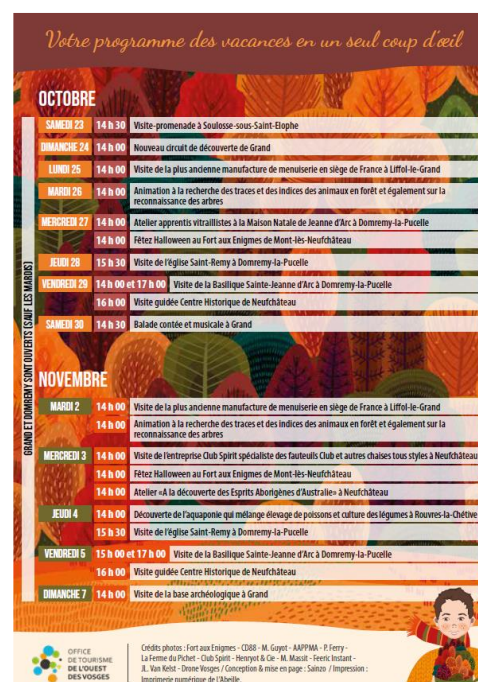 Votre programme des vacances en un seul coup d'œil
OCTOBRE
SAMEDI 23 14 h 30 Visite-promenade à Soulosse-sous-Saint-Elophe
DIMANCHE 24 14 h 00 Nouveau circuit de découverte de Grand
LUNDI 25 14 h 00 Visite de la plus ancienne manufacture de menuiserie en siège de France à Liffol-le-Grand
MARDI 26 14 h 00 Animation à la recherche des traces et des indices des animaux en forêt et également sur la
reconnaissance des arbres
MERCREDI 27 14 h 00 Atelier apprentis vitraillistes à la Maison Natale de Jeanne d'Arc à Domremy-la-Pucelle
14 h 00 Fêtez Halloween au Fort aux Enigmes de Mont-lès-Neufchâteau
JEUDI 28 15 h 30 Visite de l'église Saint-Remy à Domremy-la-Pucelle
VENDREDI 29 14 h 00 et 17 h 00 Visite de la Basilique Sainte-Jeanne d'Arc à Domremy-la-Pucelle
16 h 00 Visite guidée Centre Historique de Neufchâteau
SAMEDI 30 14 h 30 Balade contée et musicale à Grand
GRAND ET DOMREMY SONT OUVERTS (SAUF LES MARDIS)
NOVEMBRE
MARDI 2 14 h 00 Visite de la plus ancienne manufacture de menuiserie en siège de France à Liffol-le-Grand
14 h 00 Animation à la recherche des traces et des indices des animaux en forêt et également sur la
reconnaissance des arbres
MERCREDI 3 14 h 00 Visite de l'entreprise Club Spirit spécialiste des fauteuils Club et autres chaises tous styles à Neufchâteau
14 h 00 Fêtez Halloween au Fort aux Enigmes de Mont-lès-Neufchâteau
14 h 00 Atelier «A la découverte des Esprits Aborigènes d'Australie» à Neufchâteau
JEUDI 4 14 h 00 Découverte de l'aquaponie qui mélange élevage de poissons et culture des légumes à Rouvres-la-Chétive
15 h 30 Visite de l'église Saint-Remy à Domremy-la-Pucelle
VENDREDI 5 15 h 00 et 17 h 00 Visite de la Basilique Sainte-Jeanne d'Arc à Domremy-la-Pucelle
16 h 00 Visite guidée Centre Historique de Neufchâteau
DIMANCHE 7 14 h 00 Visite de la base archéologique à Grand
OFFICE
DE TOURISME
DE L'OUEST
DES VOSGES
Crédits photos : Fort aux Enigmes - CD88 - M. Guyot - AAPPMA - P. Ferry -
La Ferme du Pichet - Club Spirit - Henryot & Cie - M. Massit - Feeric Instant -
JL. Van Kelst - Drone Vosges / Conception & mise en page : Sainzo / Impression :
Imprimerie numérique de l'Abeille.